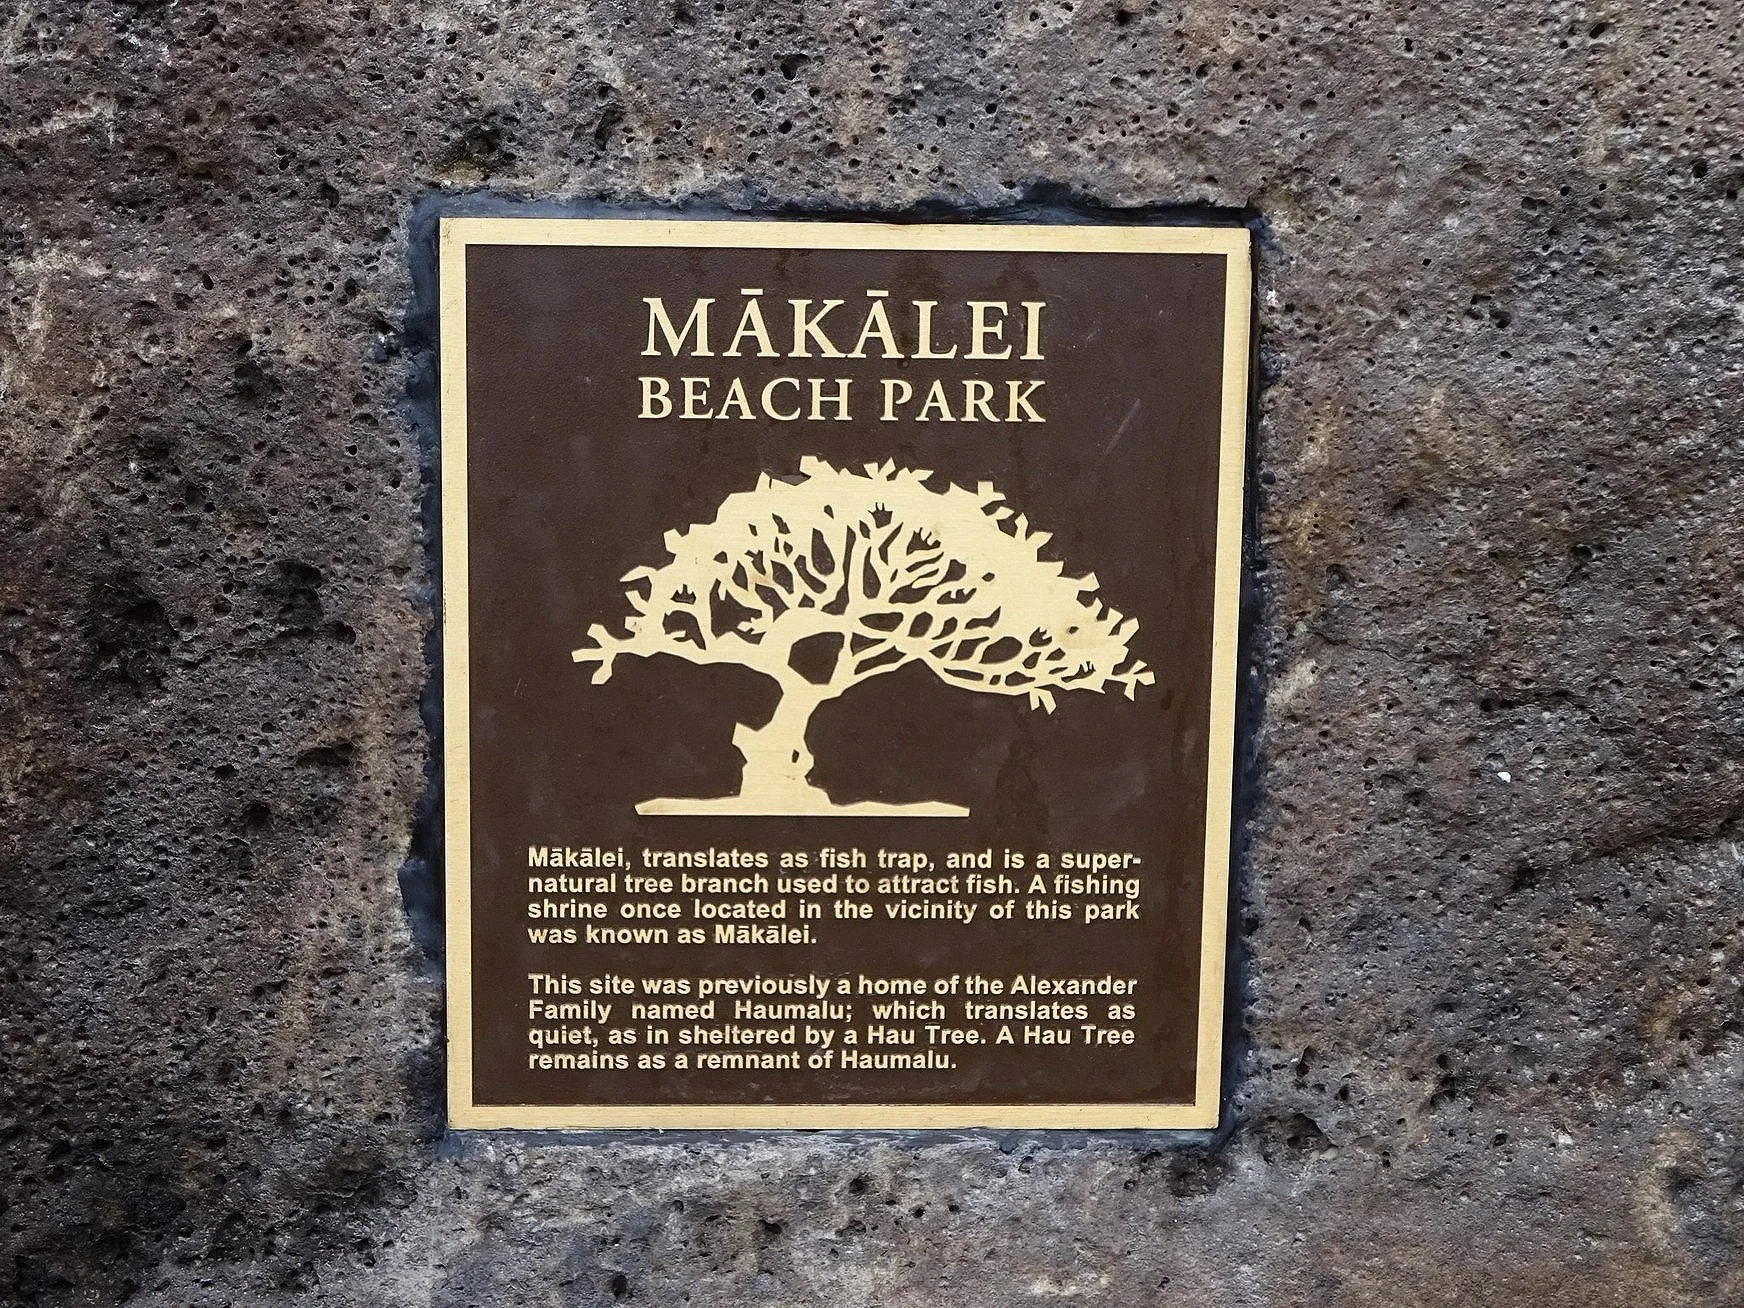 MĀKĀLEI
BEACH PARK
Mākālei, translates as fish trap, and is a super-
natural tree branch used to attract fish. A fishing
shrine once located in the vicinity of this park
was known as Mākālei.
This site was previously a home of the Alexander
Family named Haumalu; which translates as
quiet, as in sheltered by a Hau Tree. A Hau Tree
remains as a remnant of Haumalu.